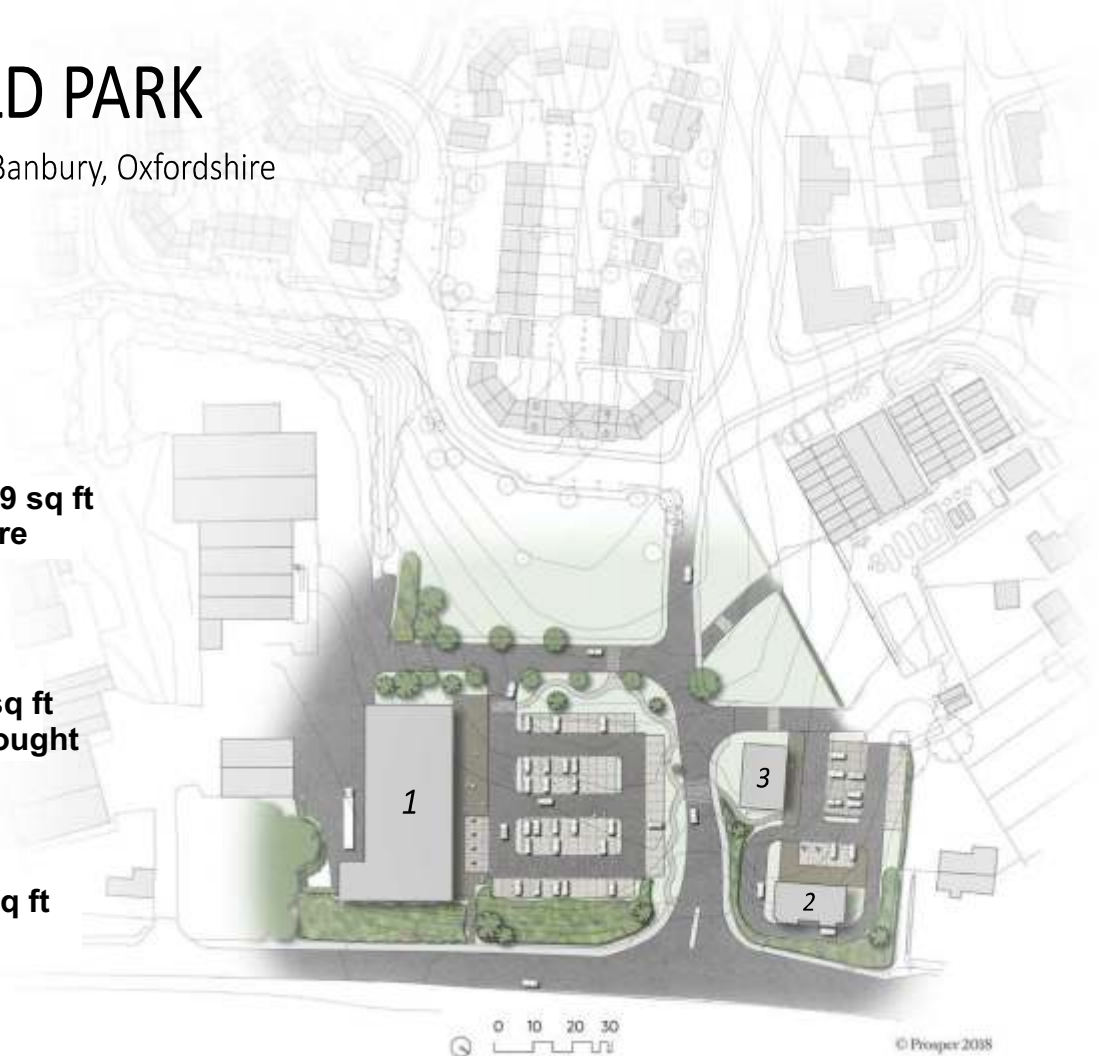 LD PARK
Banbury, Oxfordshire
9 sq ft
re
sq ft
ought
q ft
1
3
2
0 10 20 30
© Prosper 2018